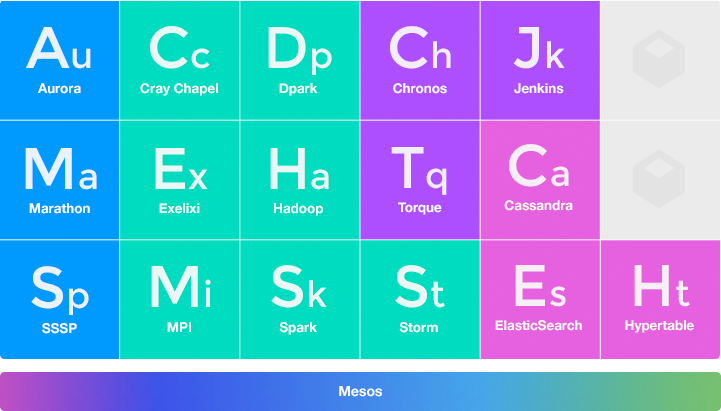 Au
Aurora
Cc
Cray Chapel
Dp
Dpark
Ch
Chronos
Jk
Jenkins
Ma
Marathon
Ex
Exelixi
Ha
Hadoop
Tq
Torque
Ca
Cassandra
Sp
SSSP
Mi
MPI
Sk
Spark
St
Storm
Es
ElasticSearch
Ht
Hypertable
Mesos